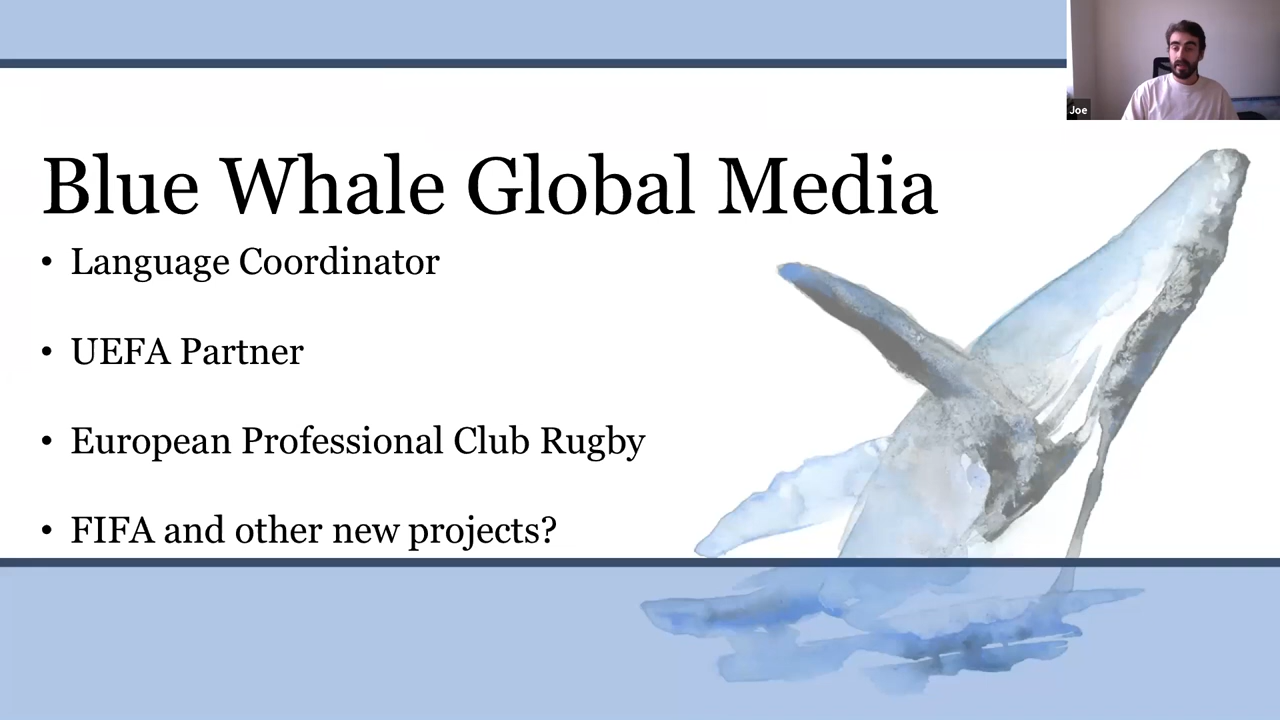 Joe
Blue Whale Global Media
• Language Coordinator
• UEFA Partner
• European Professional Club Rugby
• FIFA and other new projects?